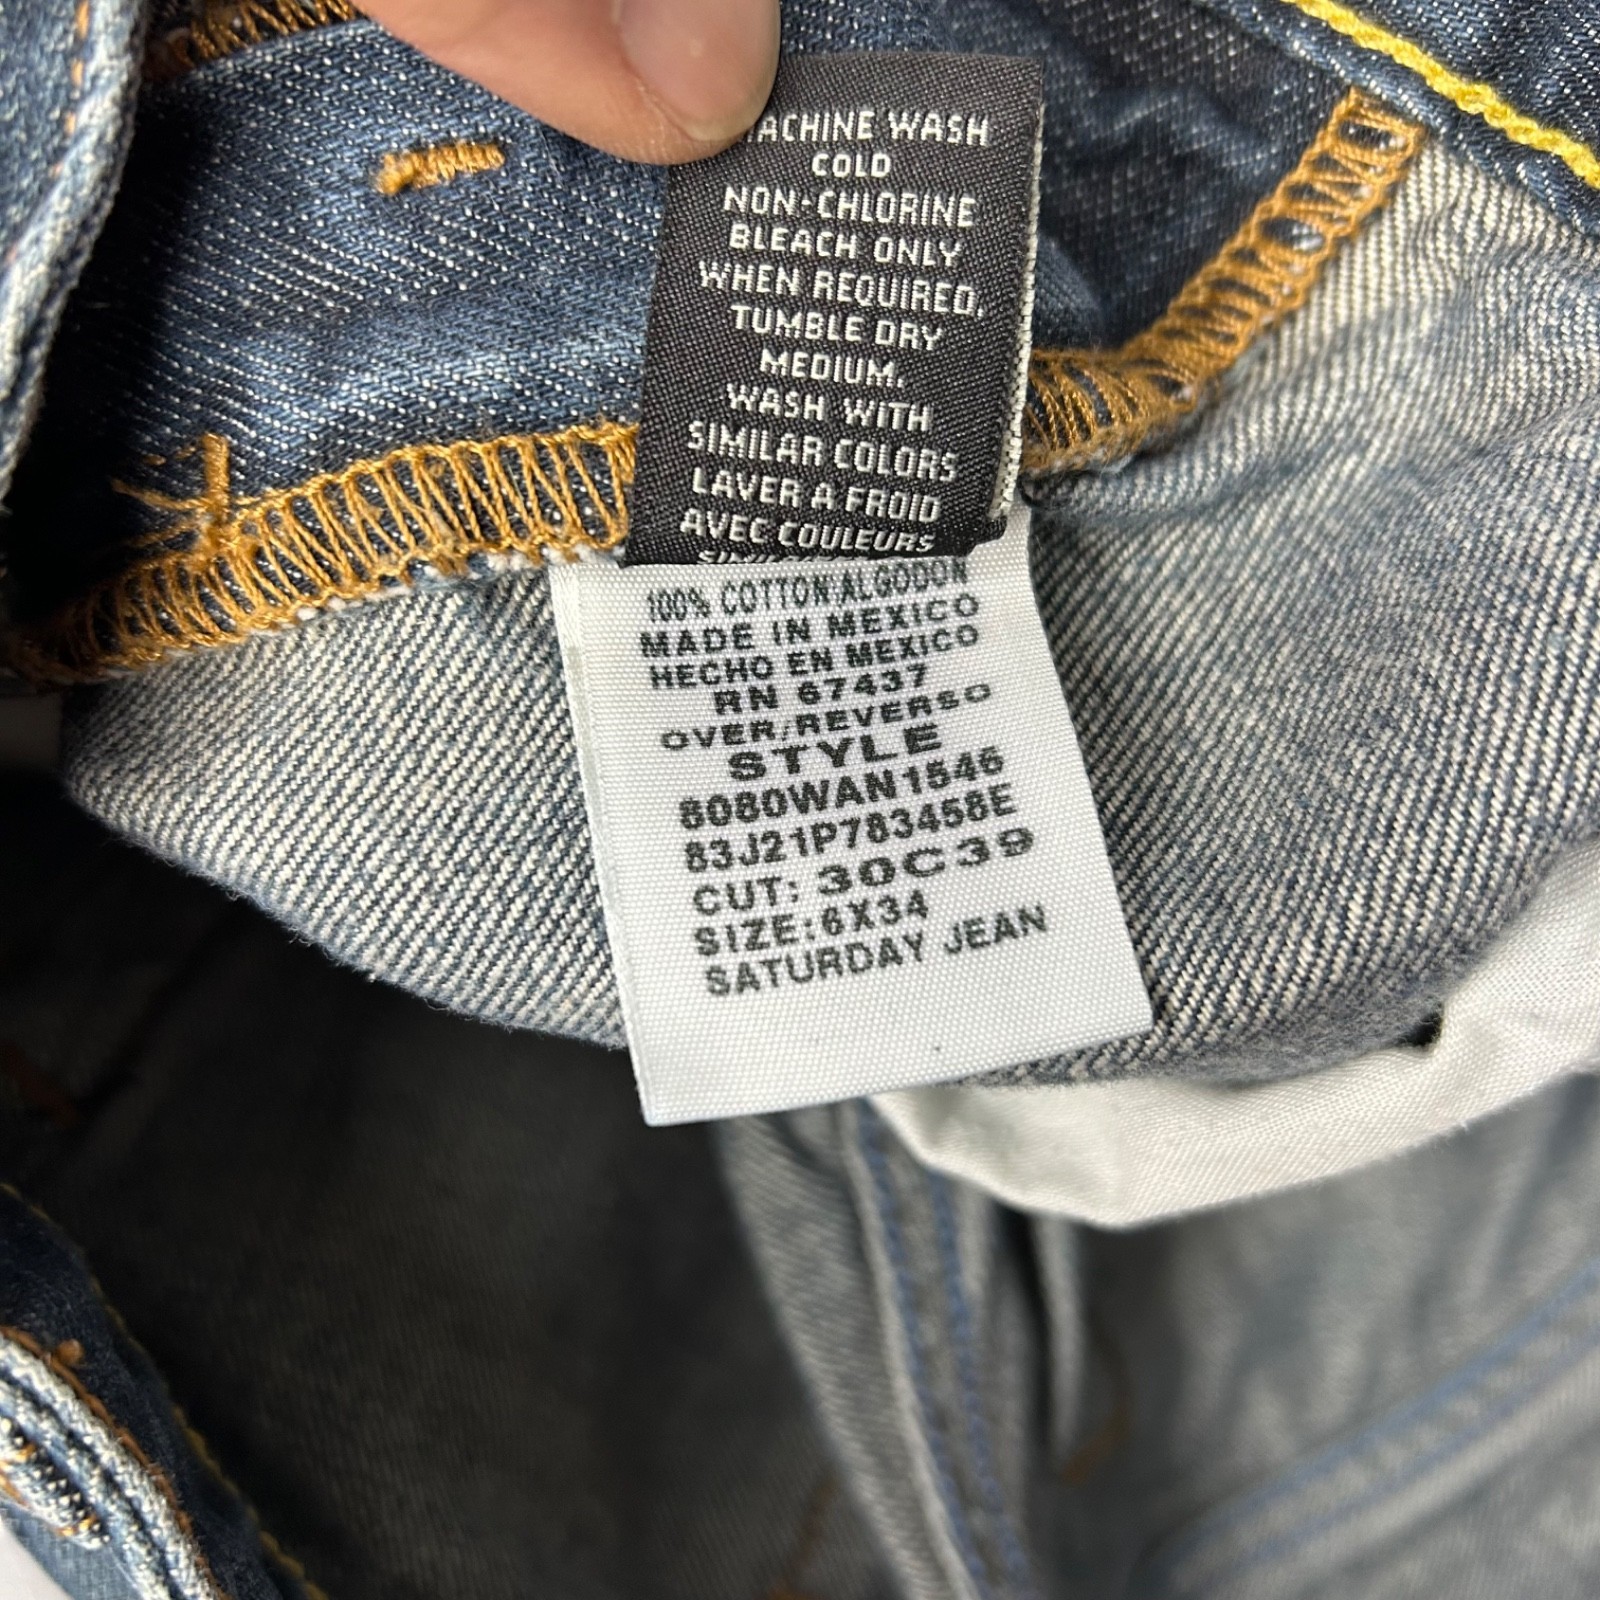 MACHINE WASH
COLD
NON-CHLORINE
BLEACH ONLY
WHEN REQUIRED.
TUMBLE DRY
MEDIUM.
WASH WITH
SIMILAR COLORS
LAVER A FROID
AVEC COULEURS
100% COTTON/ALGODON
MADE IN MEXICO
HECHO EN MEXICO
RN 67437
OVER/REVERSO
STYLE
8080WAN1546
83J21P783458E
CUT: 30C39
SIZE:6X34
SATURDAY JEAN